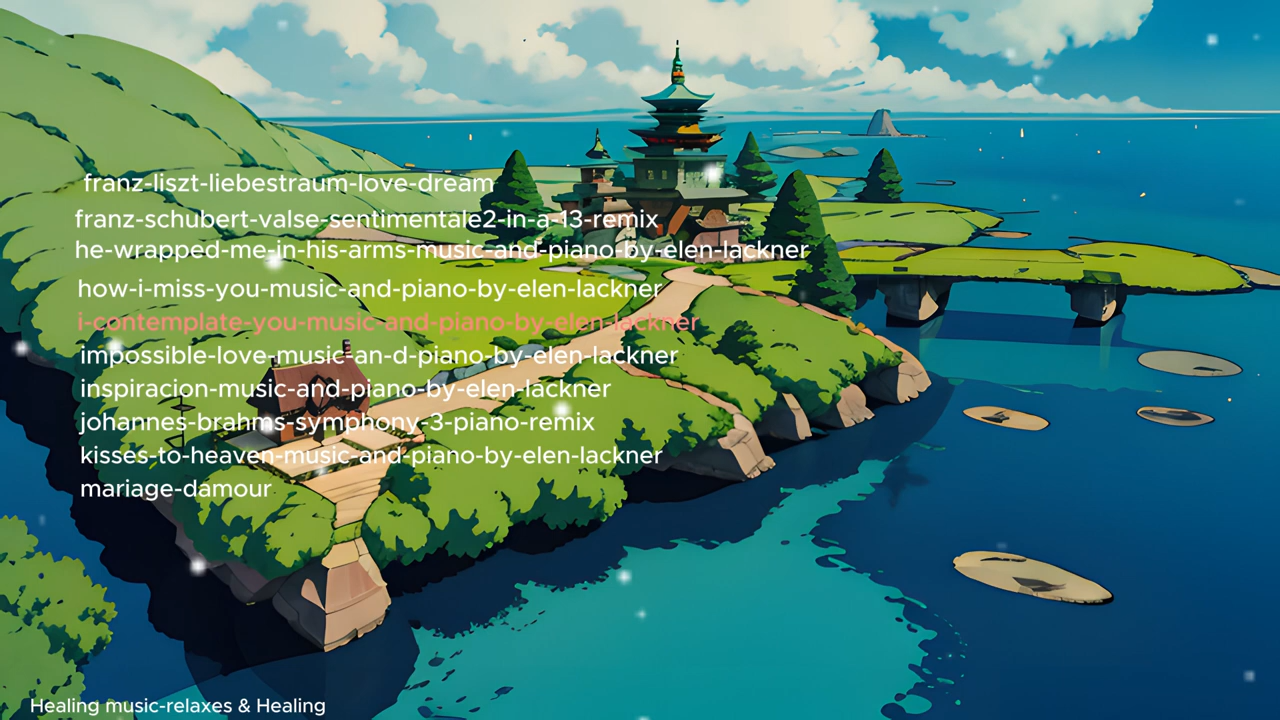 franz-liszt-liebestraum-love-dream
franz-schubert-valse-sentimentale2-in-a-13-remix
he-wrapped-me-in-his-arms-music-and-piano-by-elen-lackner
how-i-miss-you-music-and-piano-by-elen-lackner
i-contemplate-you-music-and-piano-by-elen-lackner
impossible-love-music-an-d-piano-by-elen-lackner
inspiracion-music-and-piano-by-elen-lackner
johannes-brahms-symphony-3-piano-remix
kisses-to-heaven-music-and-piano-by-elen-lackner
mariage-damour
Healing music-relaxes & Healing